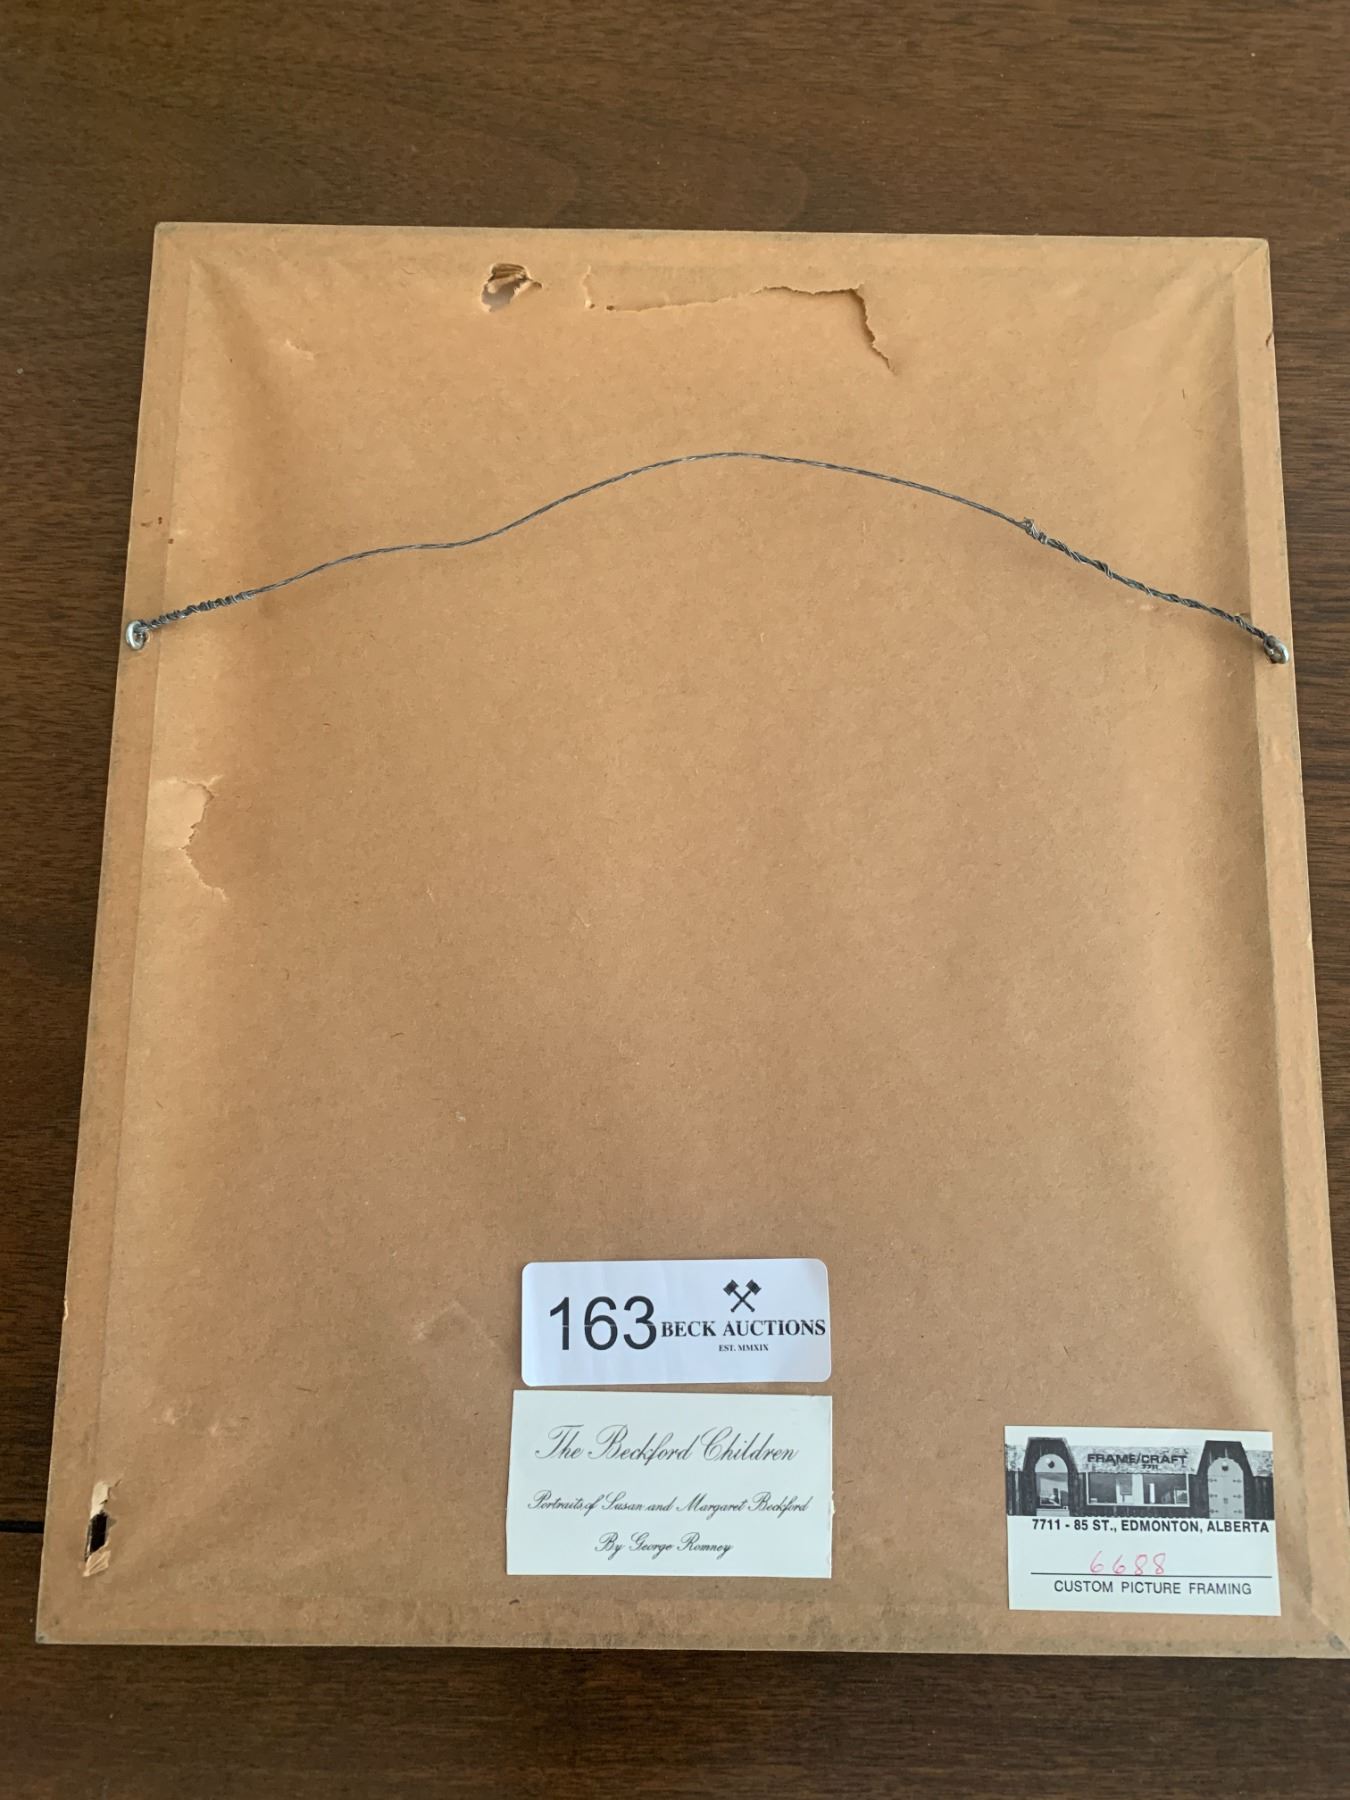 163
BECK AUCTIONS
EST. MMXIX
The Beckford Children
Portraits of Susan and Margaret Beckford
By George Romney
FRAME/CRAFT
7711
7711 - 85 ST., EDMONTON, ALBERTA
6688
CUSTOM PICTURE FRAMING